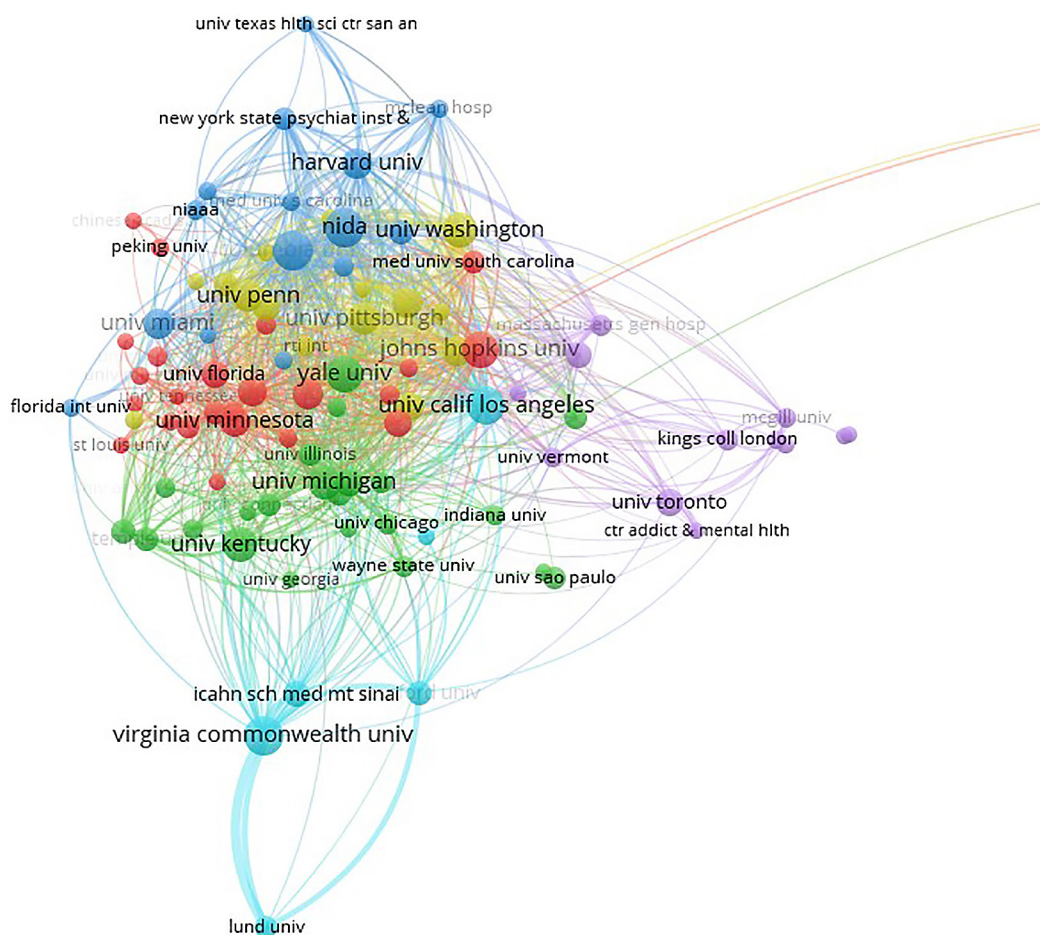 univ texas hlth sci ctr san an
mclean hosp
new york state psychiat inst &
harvard univ
med univ s carolina
niaaa
nida
univ washington
peking univ
med univ south carolina
univ penn
univ pittsburgh
univ miami
massachusetts gen hosp
rti int
johns hopkins univ
univ florida
yale univ
univ tennessee
florida int univ
univ calif los angeles
univ minnesota
mcgill univ
kings coll london
st louis univ
univ illinois
univ vermont
univ michigan
univ toronto
indiana univ
univ chicago
ctr addict & mental hlth
univ kentucky
wayne state univ
univ georgia
univ sao paulo
icahn sch med mt sinai
virginia commonwealth univ
lund univ